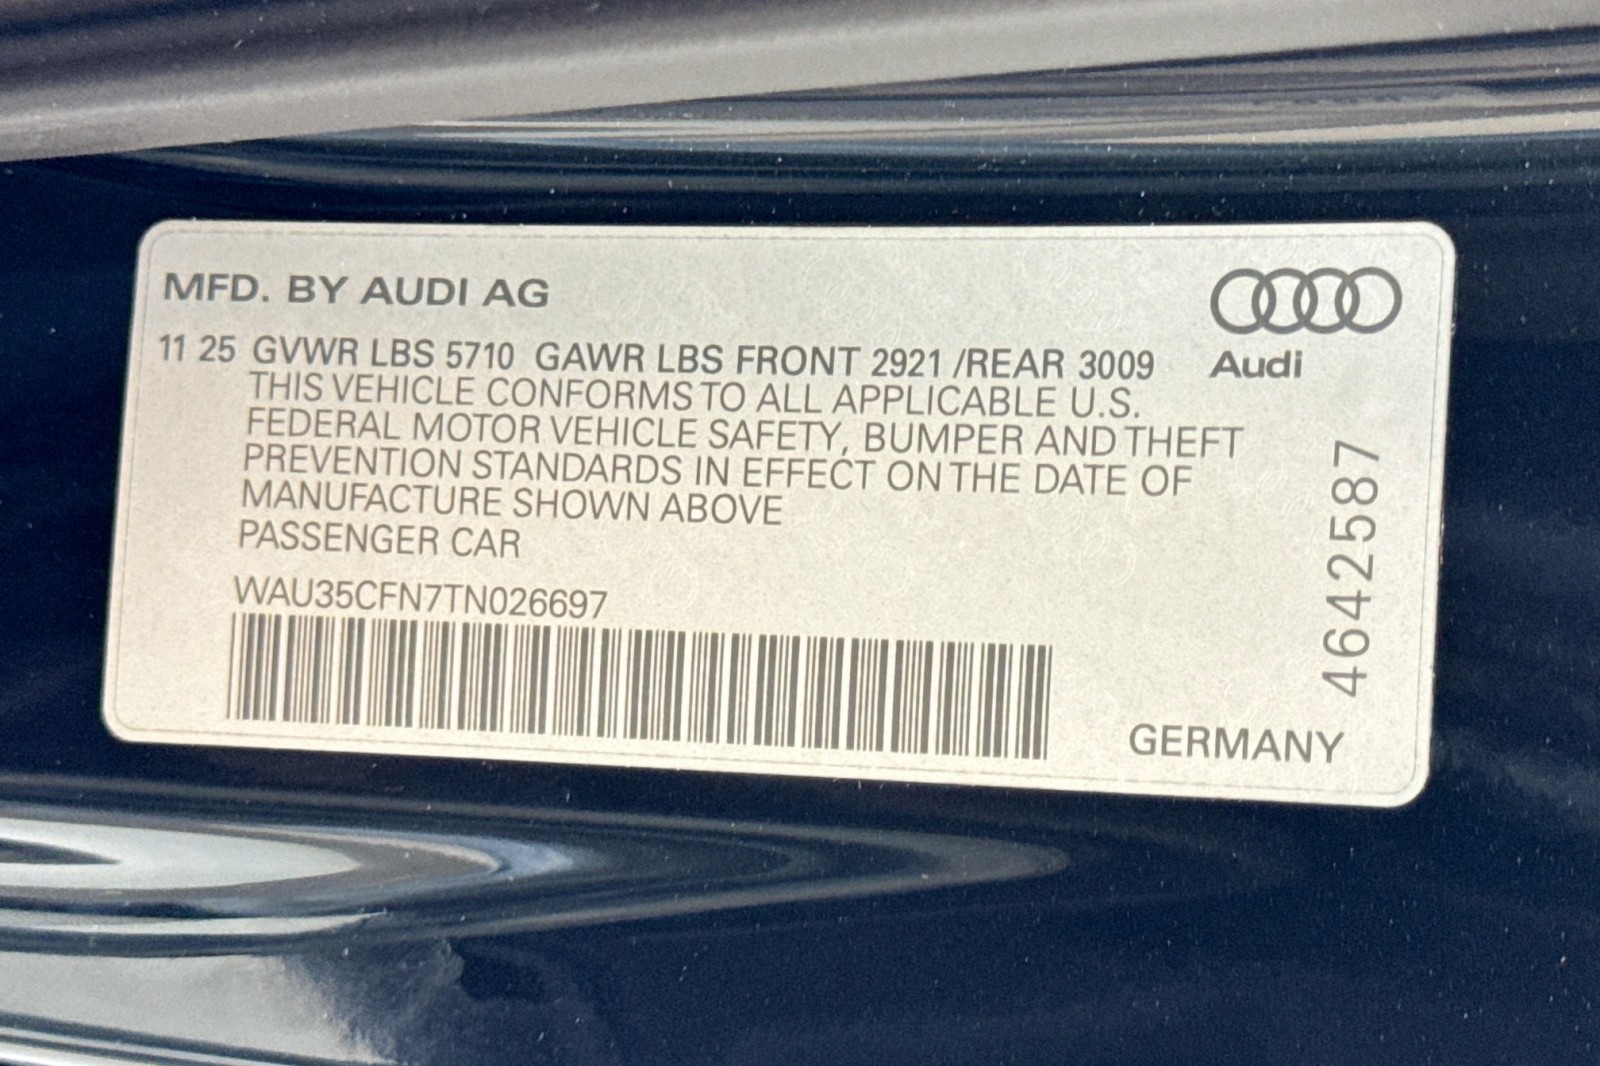 MFD. BY AUDI AG
11 25 GVWR LBS 5710 GAWR LBS FRONT 2921 /REAR 3009
Audi
THIS VEHICLE CONFORMS TO ALL APPLICABLE U.S.
FEDERAL MOTOR VEHICLE SAFETY, BUMPER AND THEFT
PREVENTION STANDARDS IN EFFECT ON THE DATE OF
MANUFACTURE SHOWN ABOVE
PASSENGER CAR
WAU35CFN7TN026697
4642587
GERMANY